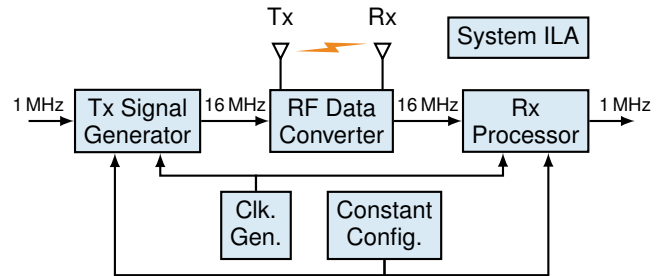 Tx
Rx
System ILA
1 MHz
Tx Signal
Generator
16 MHz
RF Data
Converter
16 MHz
Rx
Processor
1 MHz
Clk.
Gen.
Constant
Config.